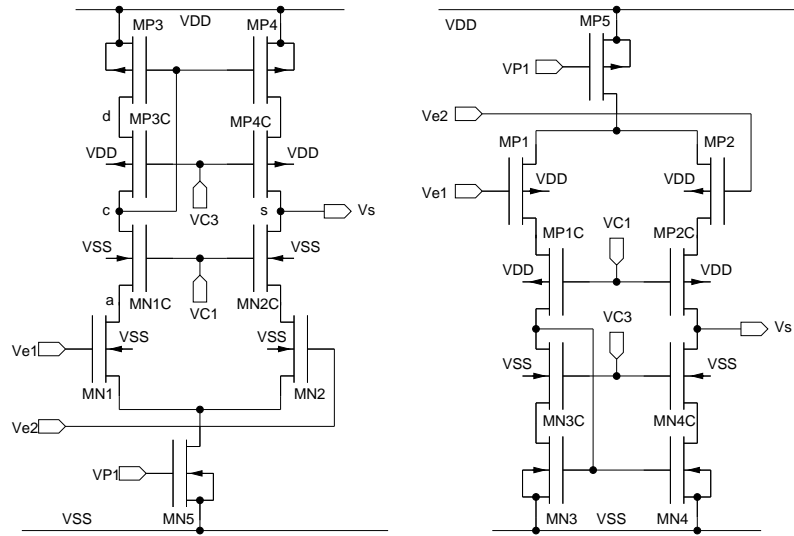 MP3
VDD
MP4
d
MP3C
MP4C
VDD
VDD
c
VC3
s
Vs
VSS
VSS
a
MN1C
VC1
MN2C
Ve1
VSS
VSS
MN1
MN2
Ve2
VP1
VSS
MN5
VDD
MP5
VP1
Ve2
MP1
MP2
Ve1
VDD
VDD
VC1
MP1C
MP2C
VDD
VDD
VC3
Vs
VSS
VSS
MN3C
MN4C
MN3
VSS
MN4